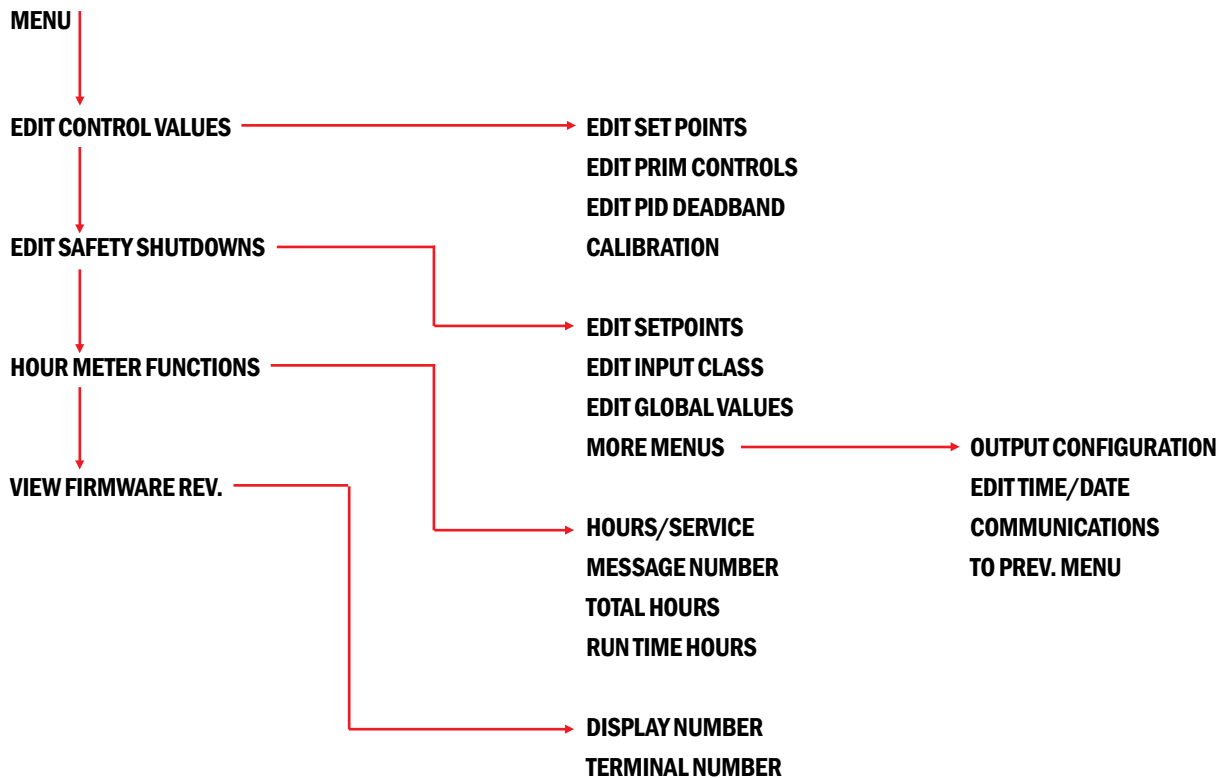 MENU
EDIT CONTROL VALUES
EDIT SAFETY SHUTDOWNS
HOUR METER FUNCTIONS
VIEW FIRMWARE REV.
EDIT SET POINTS
EDIT PRIM CONTROLS
EDIT PID DEADBAND
CALIBRATION
EDIT SETPOINTS
EDIT INPUT CLASS
EDIT GLOBAL VALUES
MORE MENUS
HOURS/SERVICE
MESSAGE NUMBER
TOTAL HOURS
RUN TIME HOURS
DISPLAY NUMBER
TERMINAL NUMBER
OUTPUT CONFIGURATION
EDIT TIME/DATE
COMMUNICATIONS
TO PREV. MENU